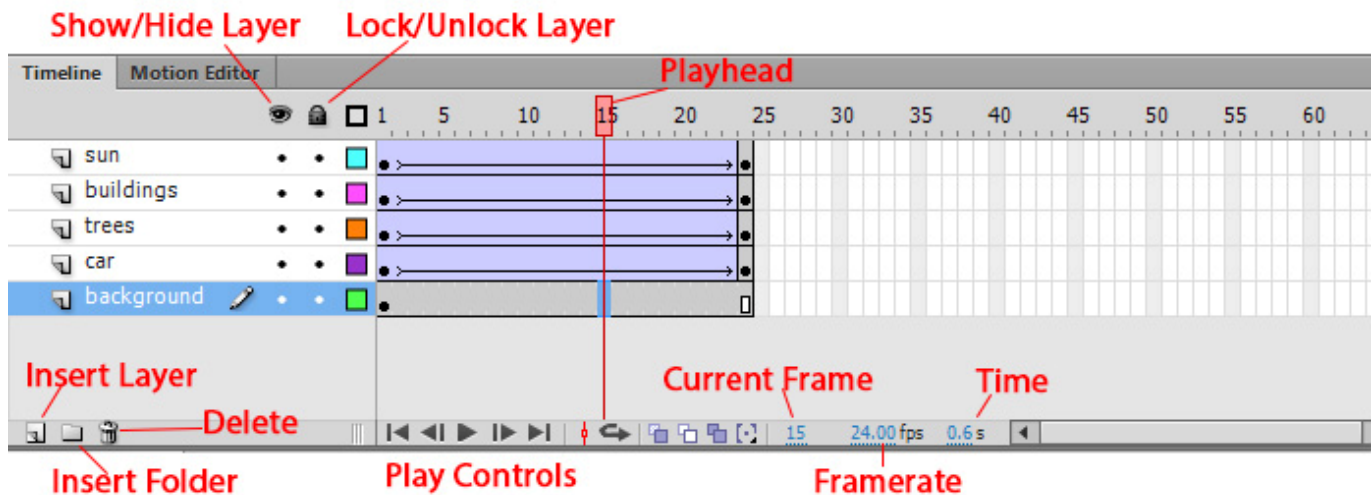 Show/Hide Layer Lock/Unlock Layer
Timeline Motion Editor Playhead
1 5 10 15 20 25 30 35 40 45 50 55 60
sun
buildings
trees
car
background
Insert Layer Current Frame Time
Delete 15 24.00 fps 0.6 s
Insert Folder Play Controls Framerate